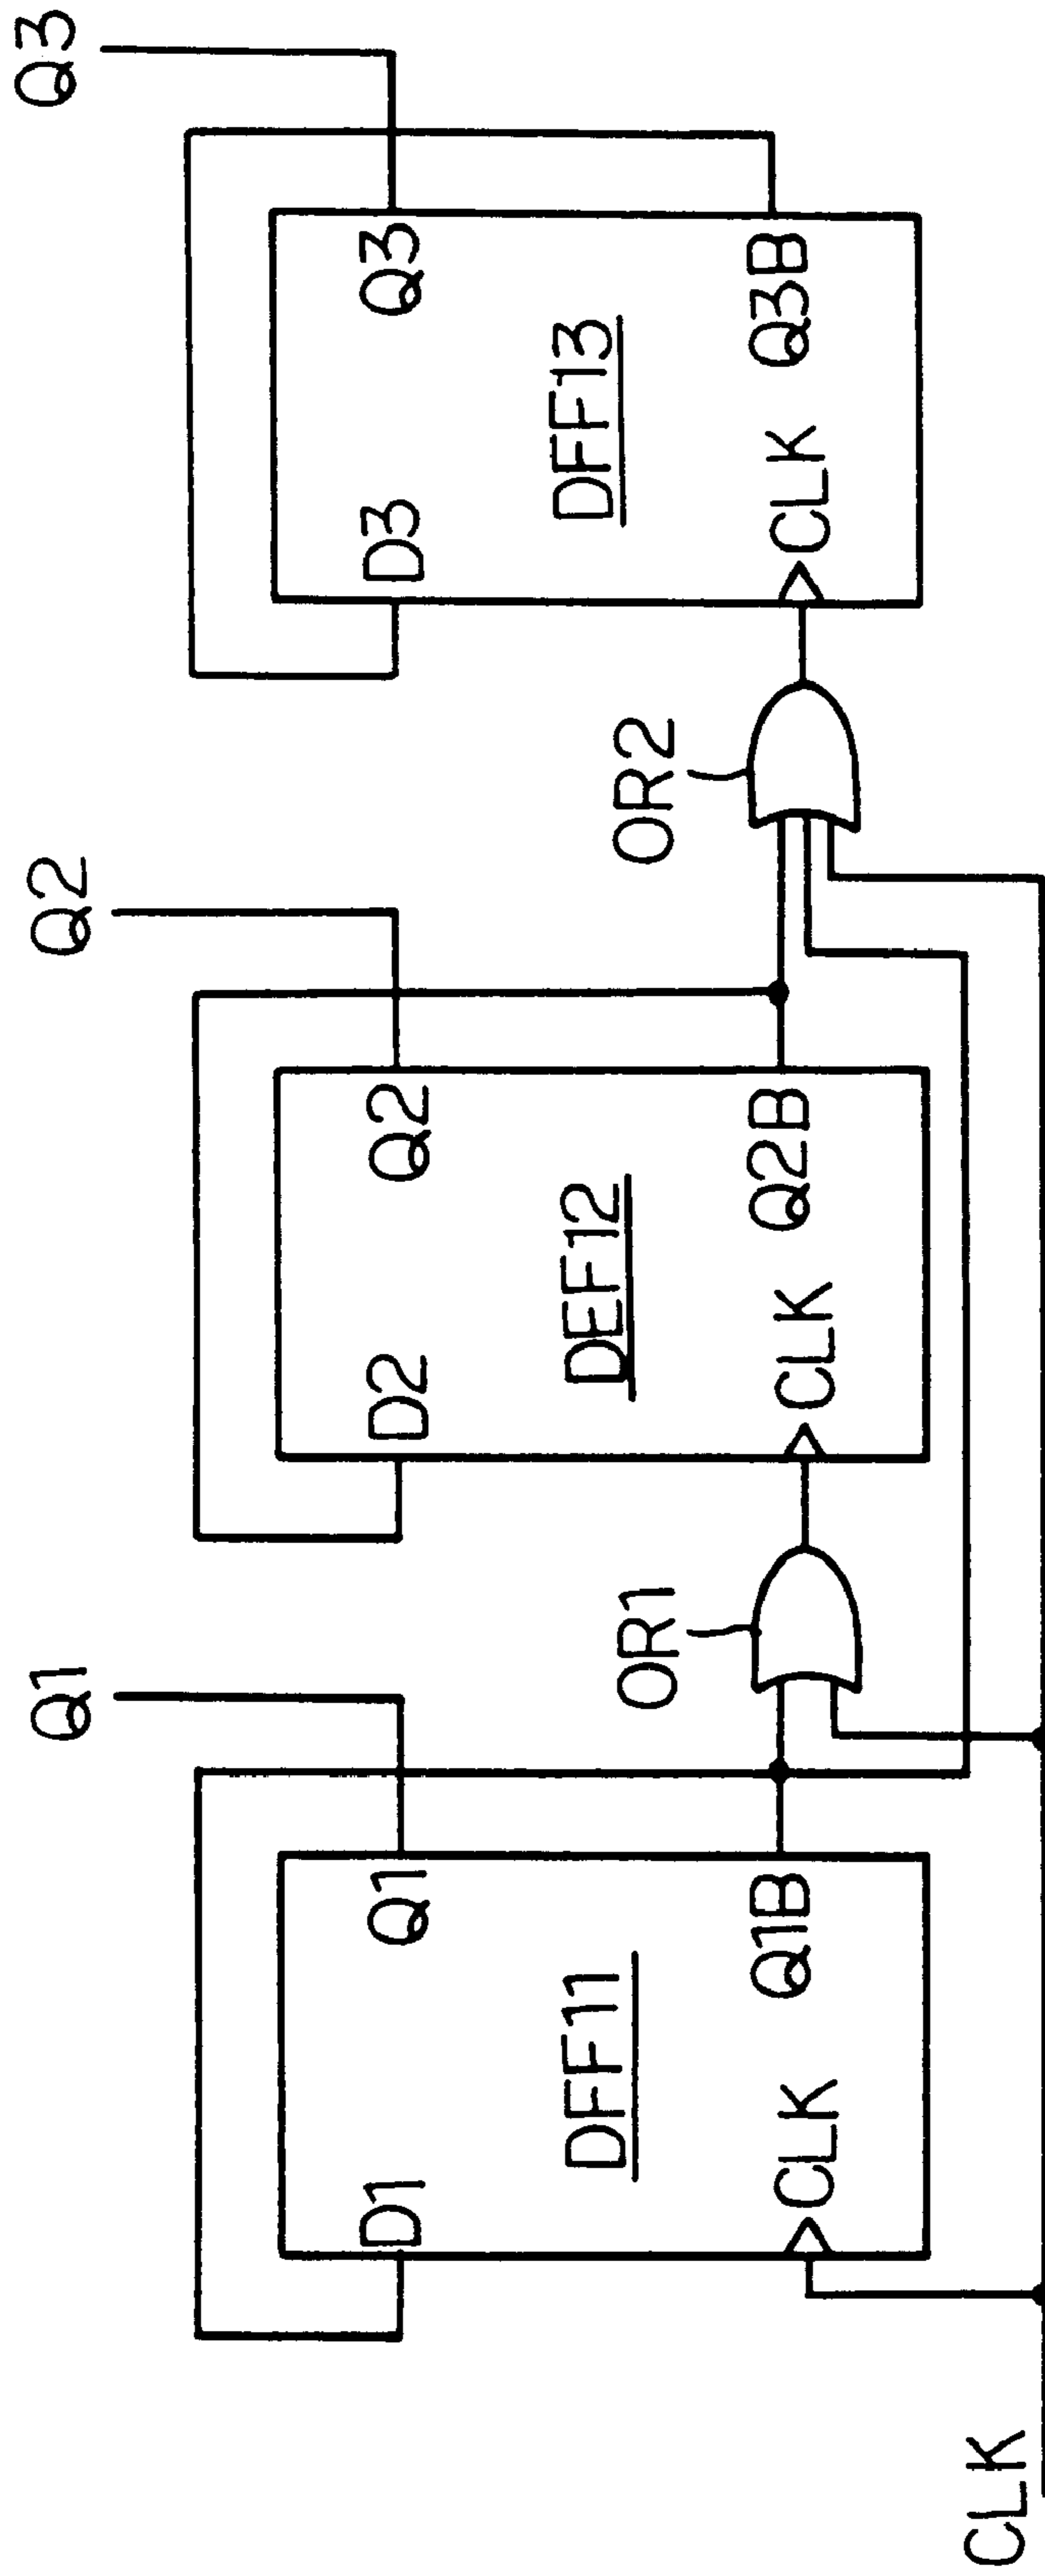 Q1
Q2
Q3
D1
Q1
DFF11
CLK
Q1B
OR1
D2
Q2
DEF12
CLK
Q2B
OR2
D3
Q3
DFF13
CLK
Q3B
CLK